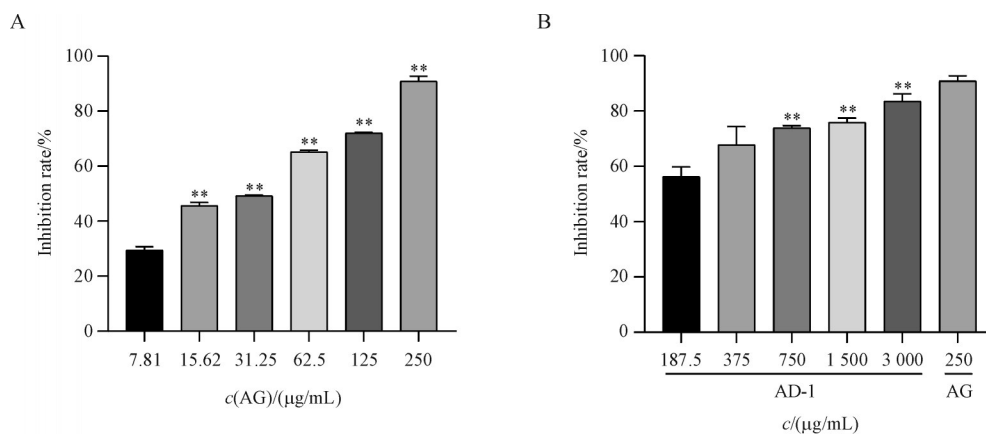 A
Inhibition rate/%
100
80
60
40
20
0
**
**
**
**
**
7.81 15.62 31.25 62.5 125 250
c(AG)/(μg/mL)
B
Inhibition rate/%
100
80
60
40
20
0
**
**
**
187.5 375 750 1 500 3 000 250
AD-1 AG
c/(μg/mL)